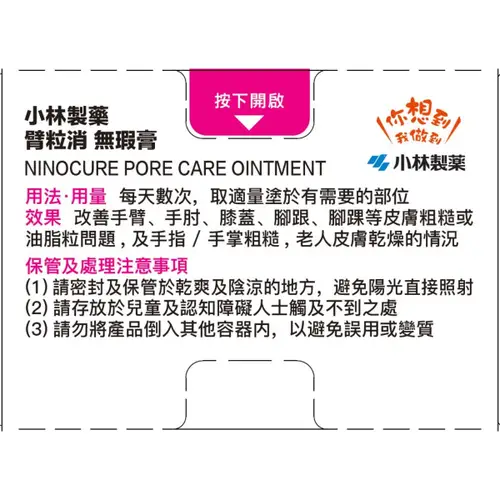 按下開啟
小林製藥
臂粒消 無瑕膏
NINOCURE PORE CARE OINTMENT
你想到
我做到
小林製薬
用法·用量 每天數次，取適量塗於有需要的部位
效果 改善手臂、手肘、膝蓋、腳跟、腳踝等皮膚粗糙或
油脂粒問題 , 及手指 / 手掌粗糙 , 老人皮膚乾燥的情況
保管及處理注意事項
(1) 請密封及保管於乾爽及陰涼的地方，避免陽光直接照射
(2) 請存放於兒童及認知障礙人士觸及不到之處
(3) 請勿將產品倒入其他容器内，以避免誤用或變質